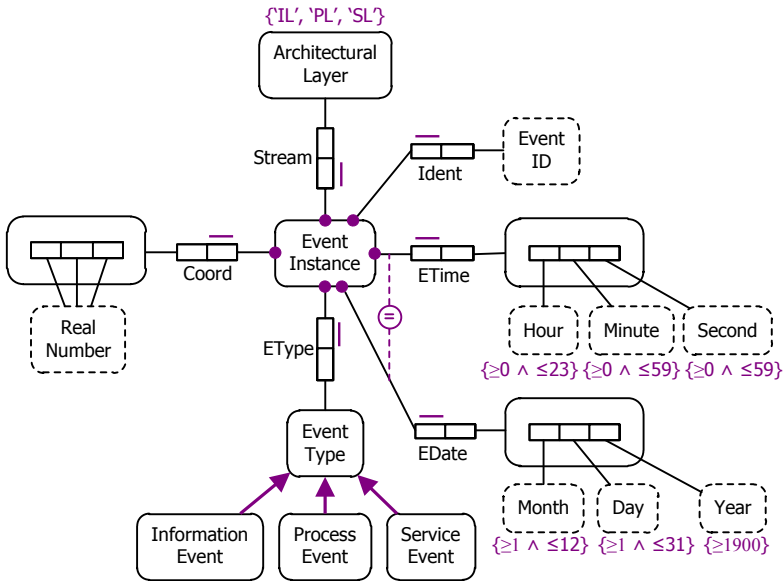 {'IL', 'PL', 'SL'}
Architectural
Layer
Stream
Ident
Event
ID
Coord
Event
Instance
ETime
Real
Number
EType
=
Hour
Minute
Second
{≥0 ∧ ≤23}
{≥0 ∧ ≤59}
{≥0 ∧ ≤59}
Event
Type
EDate
Information
Event
Process
Event
Service
Event
Month
Day
Year
{≥1 ∧ ≤12}
{≥1 ∧ ≤31}
{≥1900}